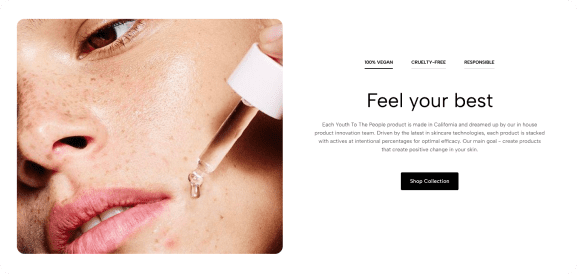 100% VEGAN
CRUELTY-FREE
RESPONSIBLE
Feel your best
Each Youth To The People product is made in California and dreamed up by our in house
product innovation team. Driven by the latest in skincare technologies, each product is stacked
with actives at intentional percentages for optimal efficacy. Our main goal - create products
that create positive change in your skin.
Shop Collection